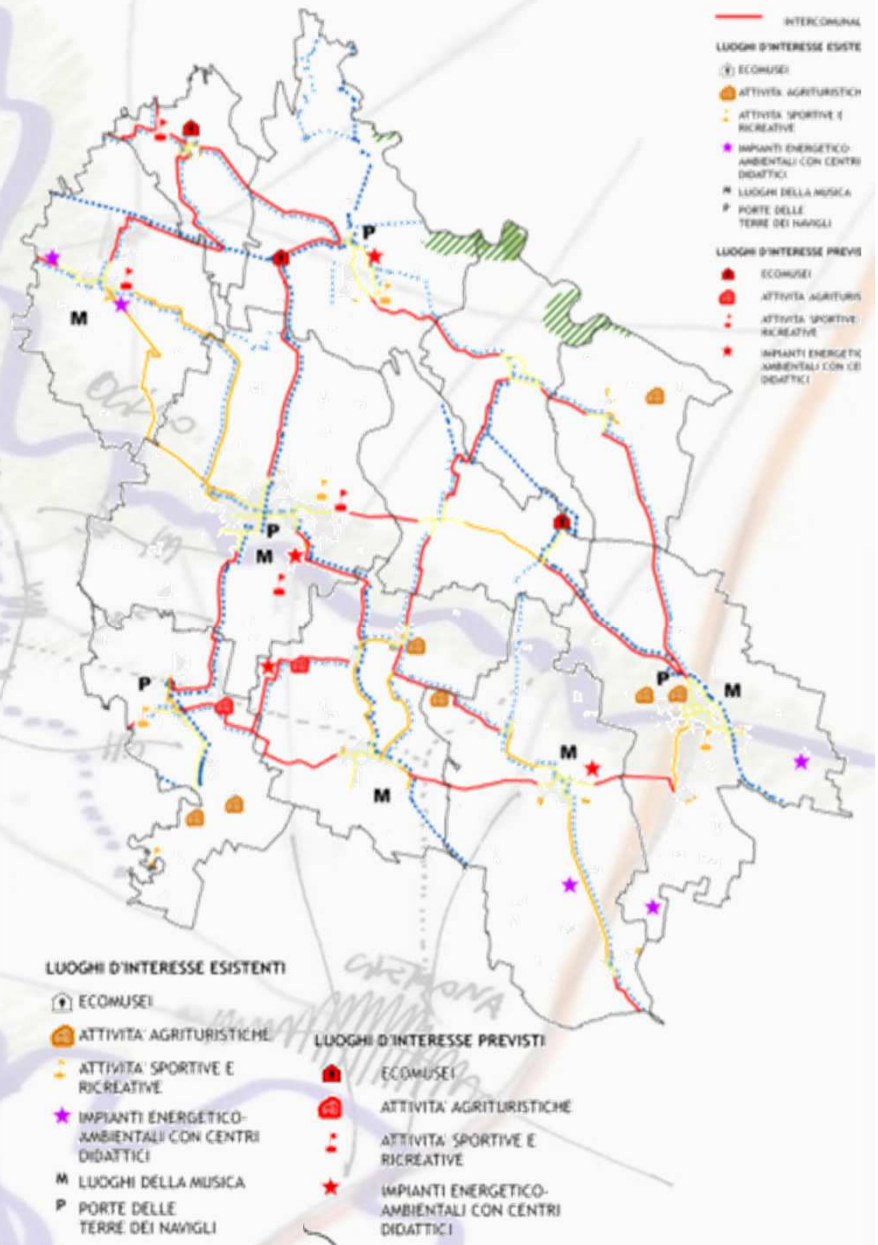 INTERCOMUNAL
LUOGHI D'INTERESSE ESISTE
ECOMUSEI
ATTIVITA' AGRITURISTICH
ATTIVITA' SPORTIVE E
RICREATIVE
IMPIANTI ENERGETICO-
AMBIENTALI CON CENTRI
DIDATTICI
M LUOGHI DELLA MUSICA
P PORTE DELLE
TERRE DEI NAVIGLI
LUOGHI D'INTERESSE PREVIS
ECOMUSEI
ATTIVITA' AGRITURIS
ATTIVITA' SPORTIVE
RICREATIVE
IMPIANTI ENERGETIC
AMBIENTALI CON CE
DIDATTICI
P
M
OGLIO
P
M
P
P
M
M
M
CREMONA
LUOGHI D'INTERESSE ESISTENTI
ECOMUSEI
ATTIVITA' AGRITURISTICHE
ATTIVITA' SPORTIVE E
RICREATIVE
IMPIANTI ENERGETICO-
AMBIENTALI CON CENTRI
DIDATTICI
M LUOGHI DELLA MUSICA
P PORTE DELLE
TERRE DEI NAVIGLI
LUOGHI D'INTERESSE PREVISTI
ECOMUSEI
ATTIVITA' AGRITURISTICHE
ATTIVITA' SPORTIVE E
RICREATIVE
IMPIANTI ENERGETICO-
AMBIENTALI CON CENTRI
DIDATTICI